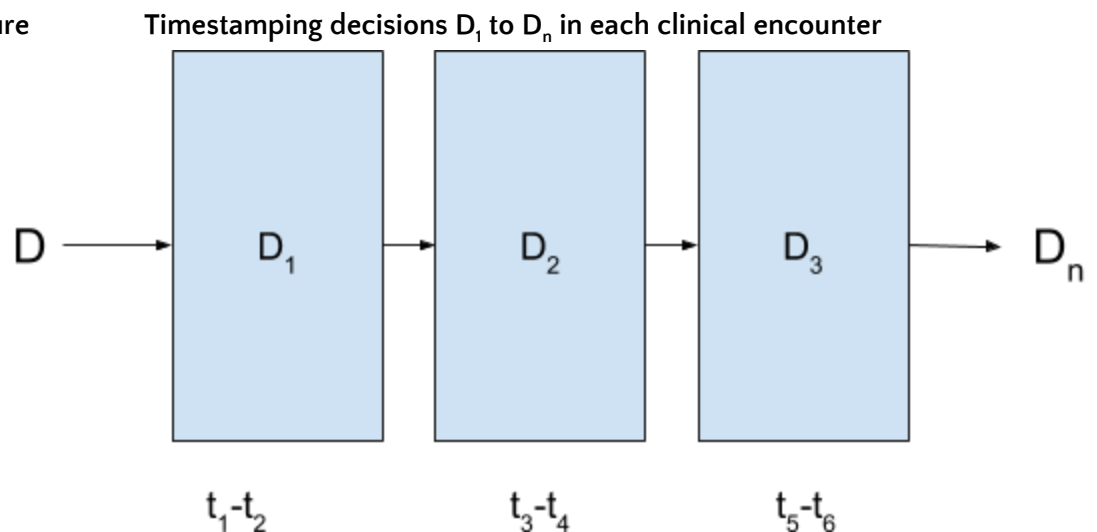 ure Timestamping decisions D₁ to Dₙ in each clinical encounter
D D₁ D₂ D₃ Dₙ
t₁-t₂ t₃-t₄ t₅-t₆